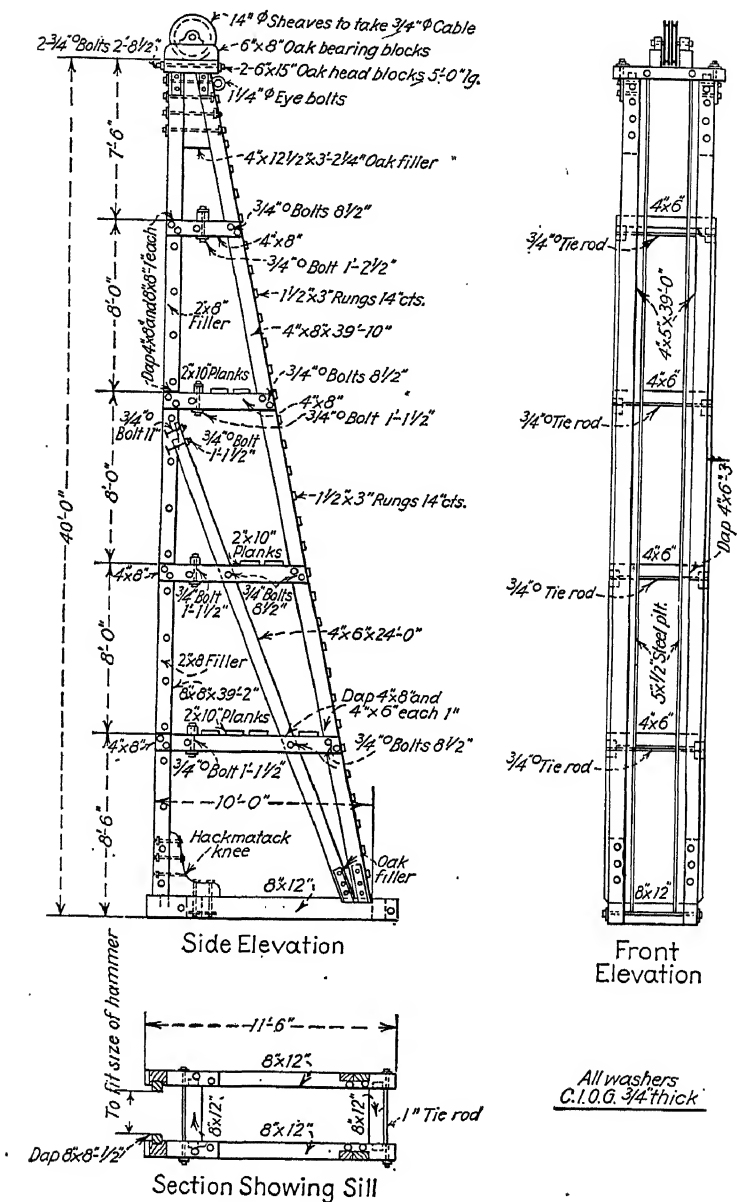 14" Φ Sheaves to take 3/4" Φ Cable
2-3/4" Bolts 2'-8 1/2"
6"x8" Oak bearing blocks
2-6"x15" Oak head blocks 5'-0" lg.
1 1/4" Φ Eye bolts
7'-6"
4"x12 1/2"x3'-2 1/4" Oak filler
3/4" Bolts 8 1/2"
4"x8"
3/4" Bolt 1'-2 1/2"
Dap 4"x8" and 8"x8"-1" each
8'-0"
1 1/2"x3" Rungs 14" cts.
2"x8"
Filler
4"x8"x39'-10"
2"x10" Planks
3/4" Bolts 8 1/2"
4"x8"
3/4" Bolt 1'-1 1/2"
3/4"
Bolt 11"
3/4" Bolt
1'-1 1/2"
8'-0"
40'-0"
1 1/2"x3" Rungs 14" cts.
2"x10"
Planks
4"x8"
3/4" Bolt
1'-1 1/2"
3/4" Bolts
8 1/2"
8'-0"
4"x6"x24'-0"
2"x8 Filler
8"x8"x39'-2"
Dap 4"x8" and
4"x6" each 1"
2"x10" Planks
4"x8"
3/4" Bolts 8 1/2"
3/4" Bolt 1'-1 1/2"
10'-0"
8'-6"
Hackmatack
knee
Oak
filler
8"x12"
Side Elevation
4"x6"
3/4" Tie rod
4"x5"x39'-0"
4"x6"
3/4" Tie rod
Dap 4"x6"-3"
4"x6"
3/4" Tie rod
5"x1/2" Steel plt.
4"x6"
3/4" Tie rod
8"x12"
Front
Elevation
11'-6"
To fit size of hammer
8"x12"
8"x12"
8"x12"
1" Tie rod
8"x12"
Dap 8"x8"-1/2"
Section Showing Sill
All washers
C.I.O.G. 3/4" thick